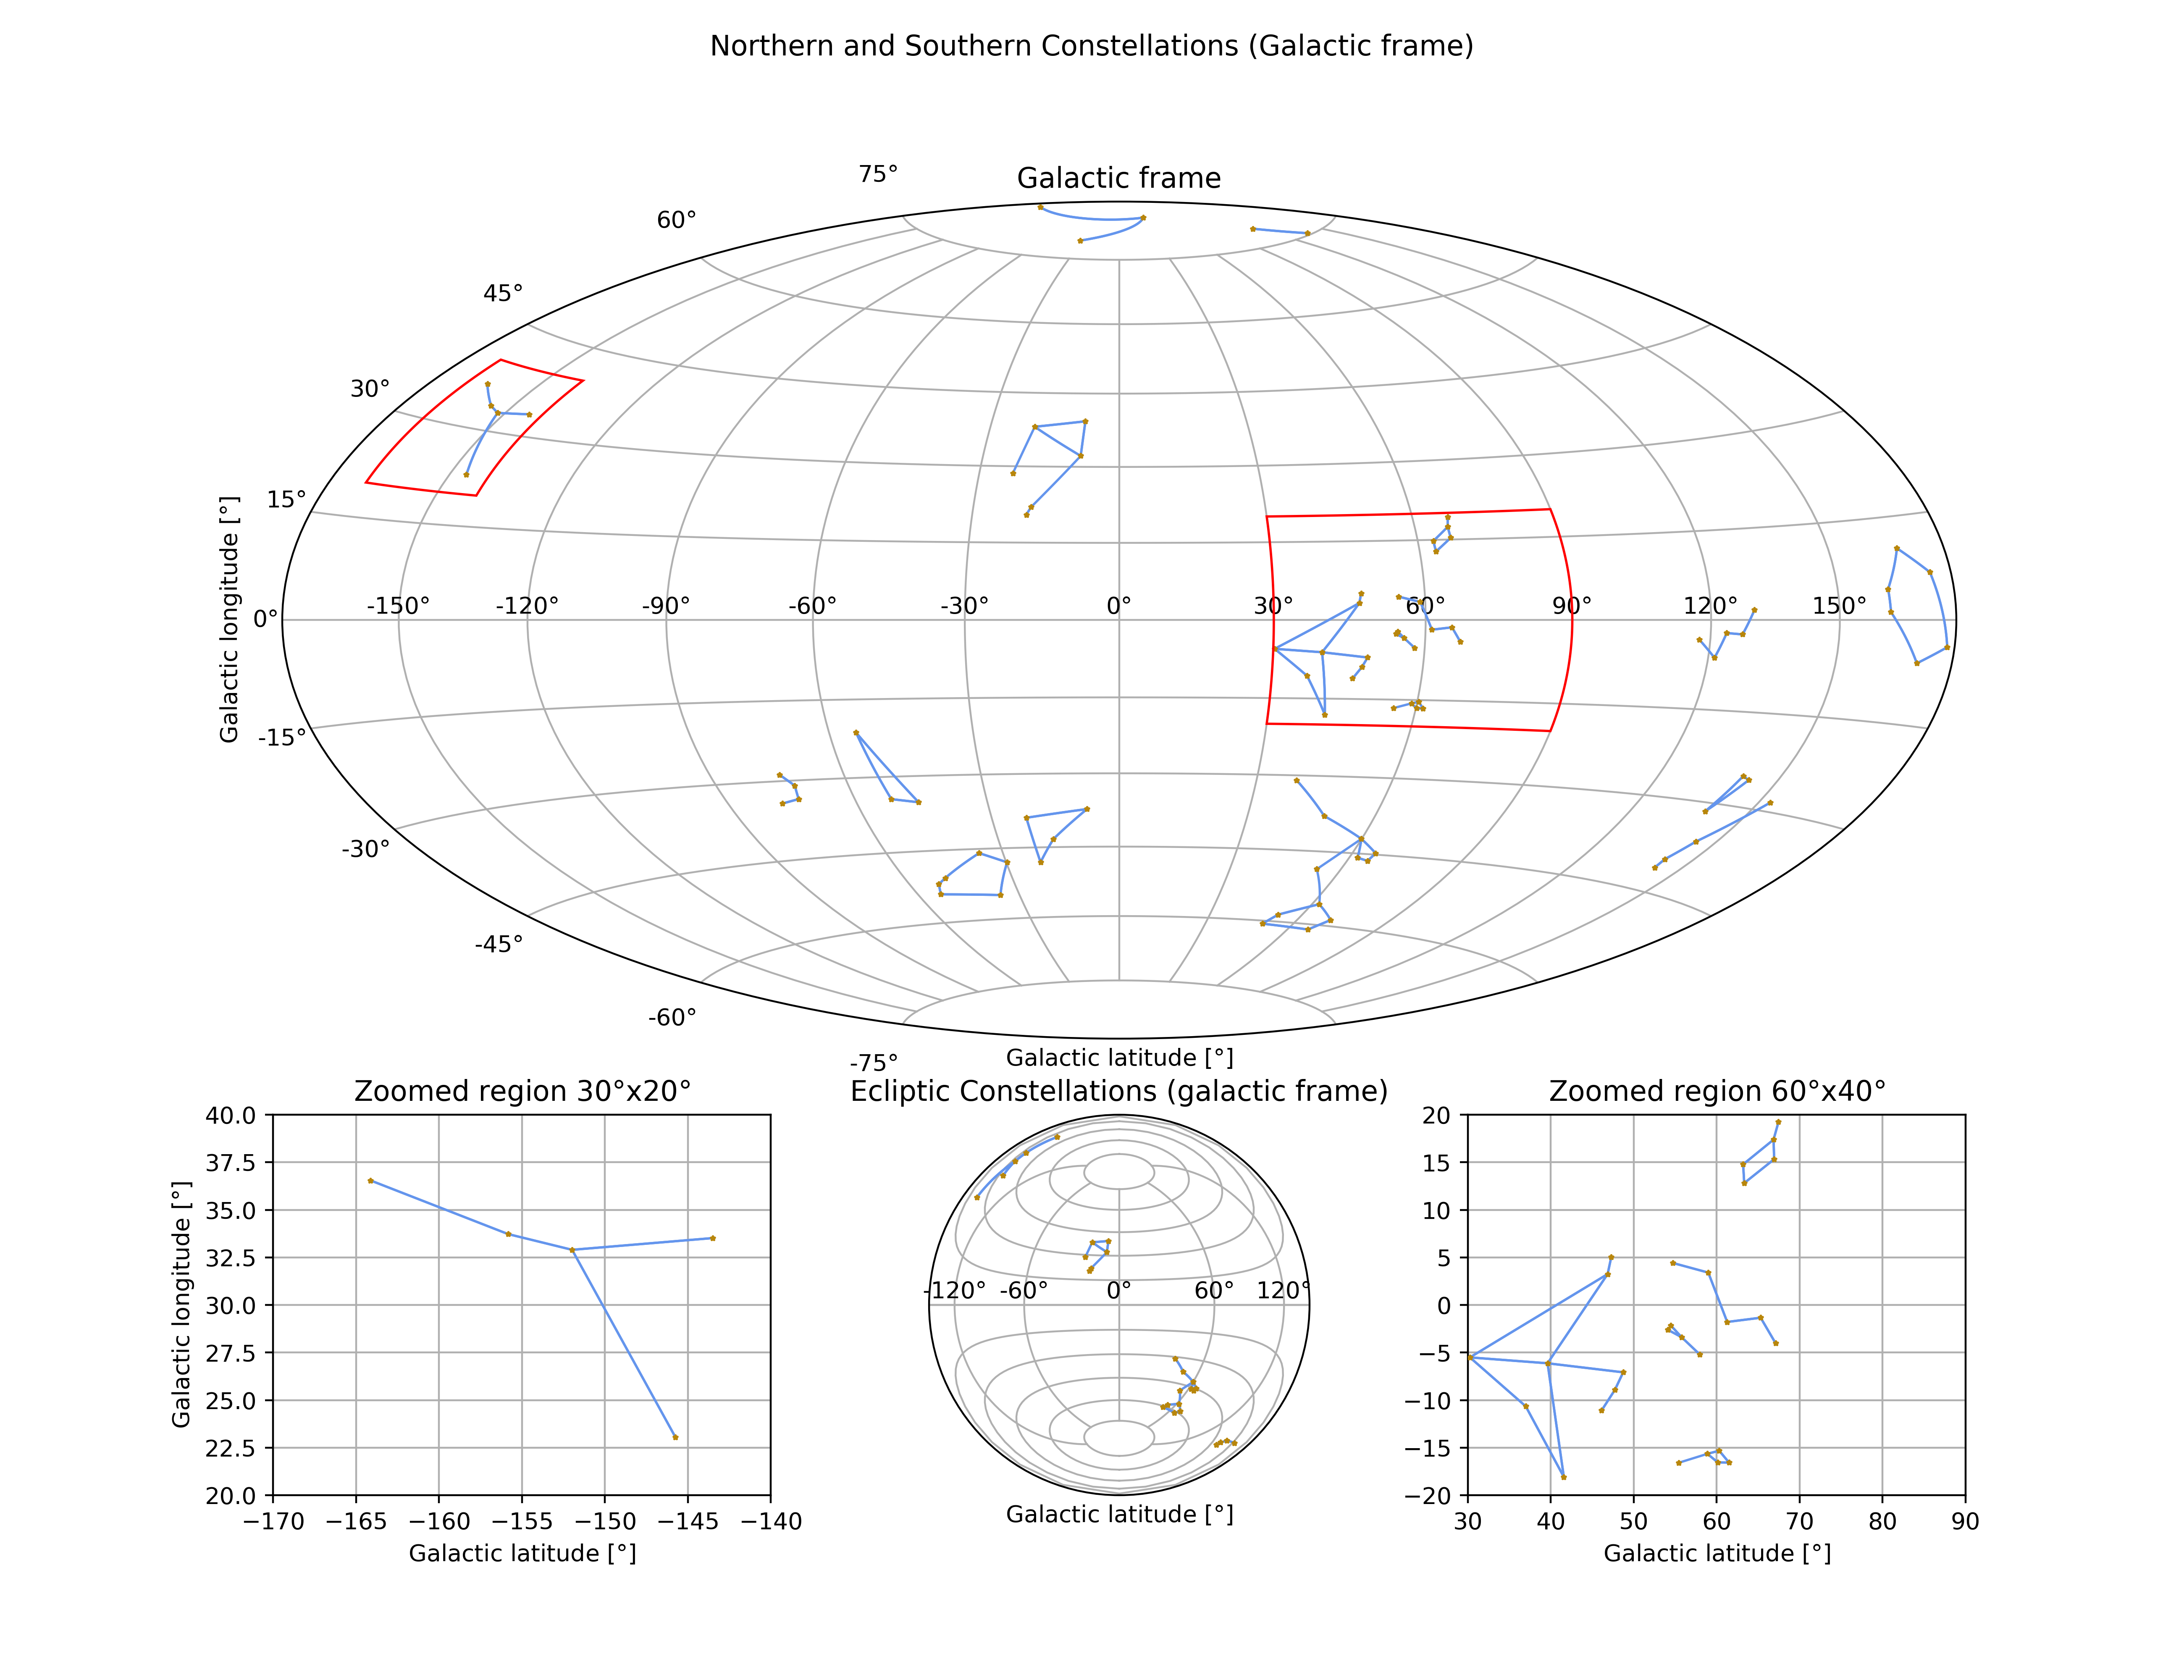 Northern and Southern Constellations (Galactic frame)
Galactic frame
75°
60°
45°
30°
15°
0°
-15°
-30°
-45°
-60°
-75°
-150° -120° -90° -60° -30° 0° 30° 60° 90° 120° 150°
Galactic longitude [°]
Galactic latitude [°]
Zoomed region 30°x20°
40.0
37.5
35.0
32.5
30.0
27.5
25.0
22.5
20.0
−170 −165 −160 −155 −150 −145 −140
Galactic longitude [°]
Galactic latitude [°]
Ecliptic Constellations (galactic frame)
-120° -60° 0° 60° 120°
Galactic latitude [°]
Zoomed region 60°x40°
20
15
10
5
0
−5
−10
−15
−20
30 40 50 60 70 80 90
Galactic latitude [°]